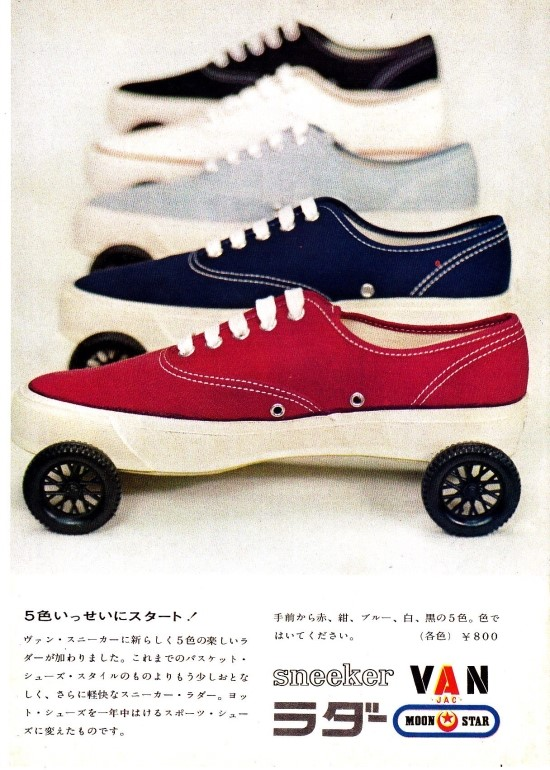 5色いっせいにスタート!
ヴァン・スニーカーに新らしく5色の楽しいラ
ダーが加わりました。これまでのバスケット・
シューズ・スタイルのものよりもう少しおとな
しく、さらに軽快なスニーカー・ラダー。ヨッ
ト・シューズを一年中はけるスポーツ・シュー
ズに変えたものです。
手前から赤、紺、ブルー、白、黒の5色。色で
はいてください。 (各色) ¥800
sneeker
ラダー
VAN
・JAC・
MOON STAR